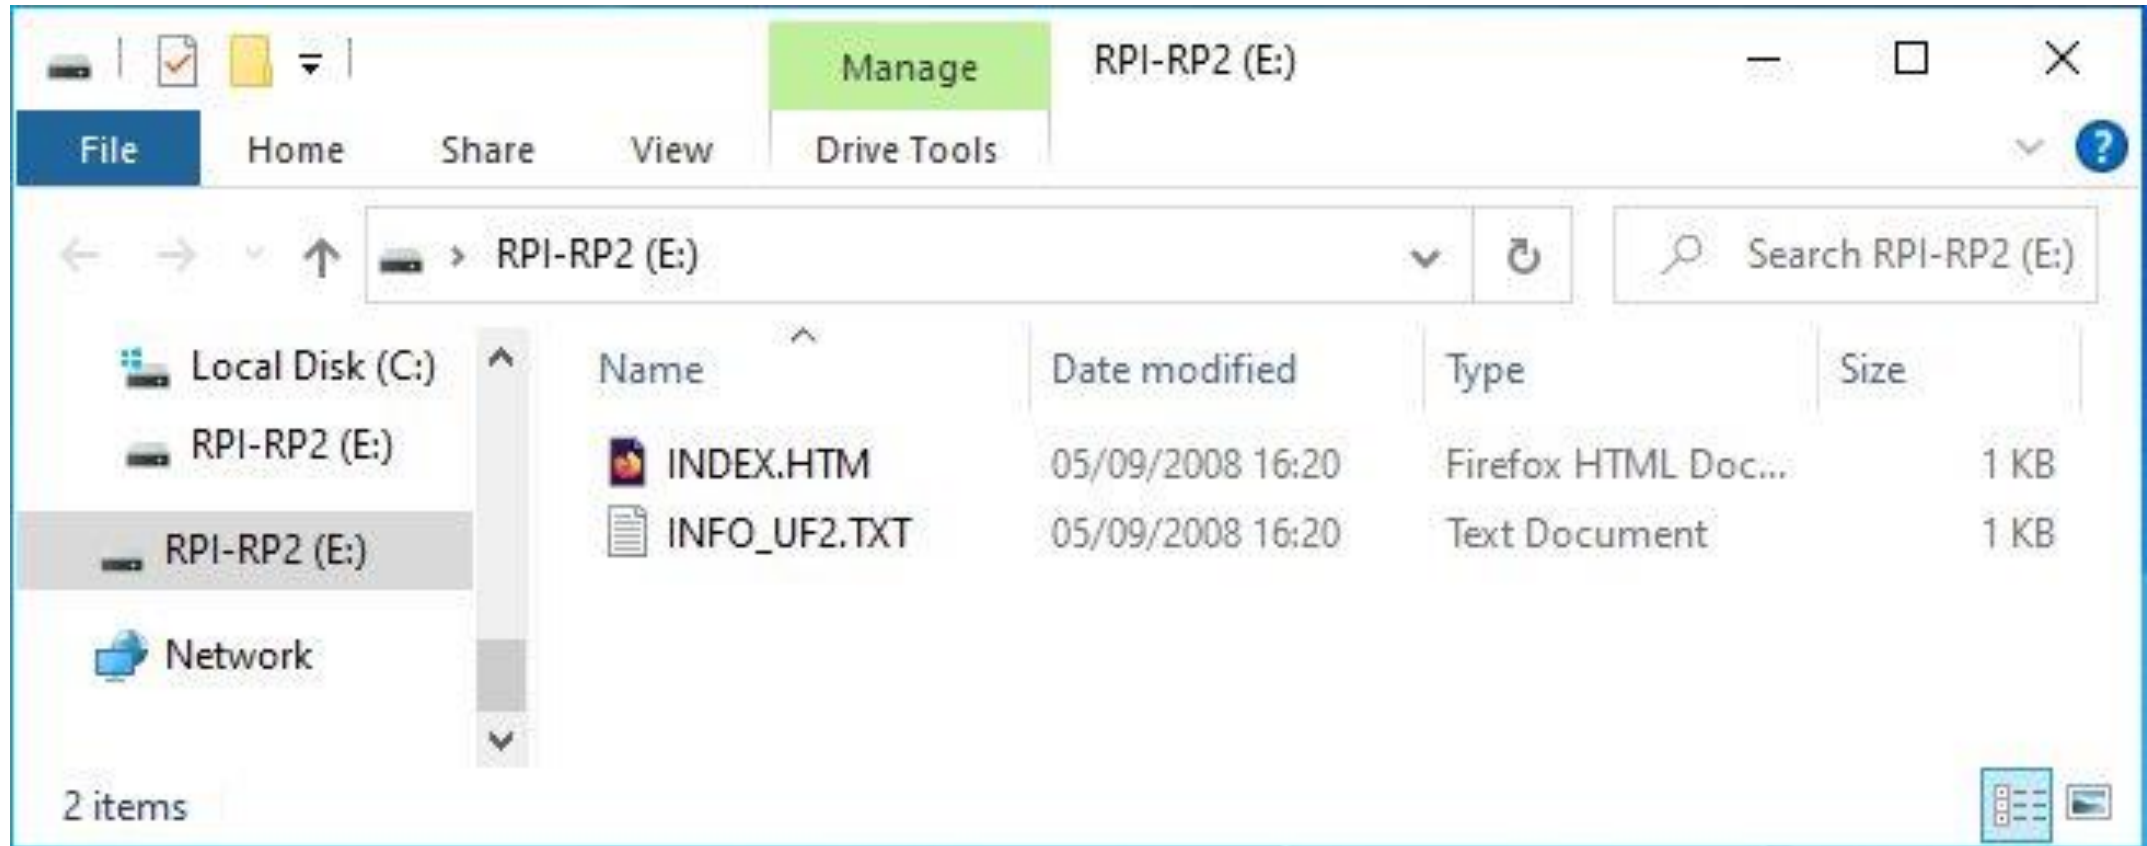 Manage RPI-RP2 (E:)
File Home Share View Drive Tools ?
RPI-RP2 (E:) Search RPI-RP2 (E:)
Local Disk (C:)
RPI-RP2 (E:)
RPI-RP2 (E:)
Network
Name Date modified Type Size
INDEX.HTM 05/09/2008 16:20 Firefox HTML Doc... 1 KB
INFO_UF2.TXT 05/09/2008 16:20 Text Document 1 KB
2 items